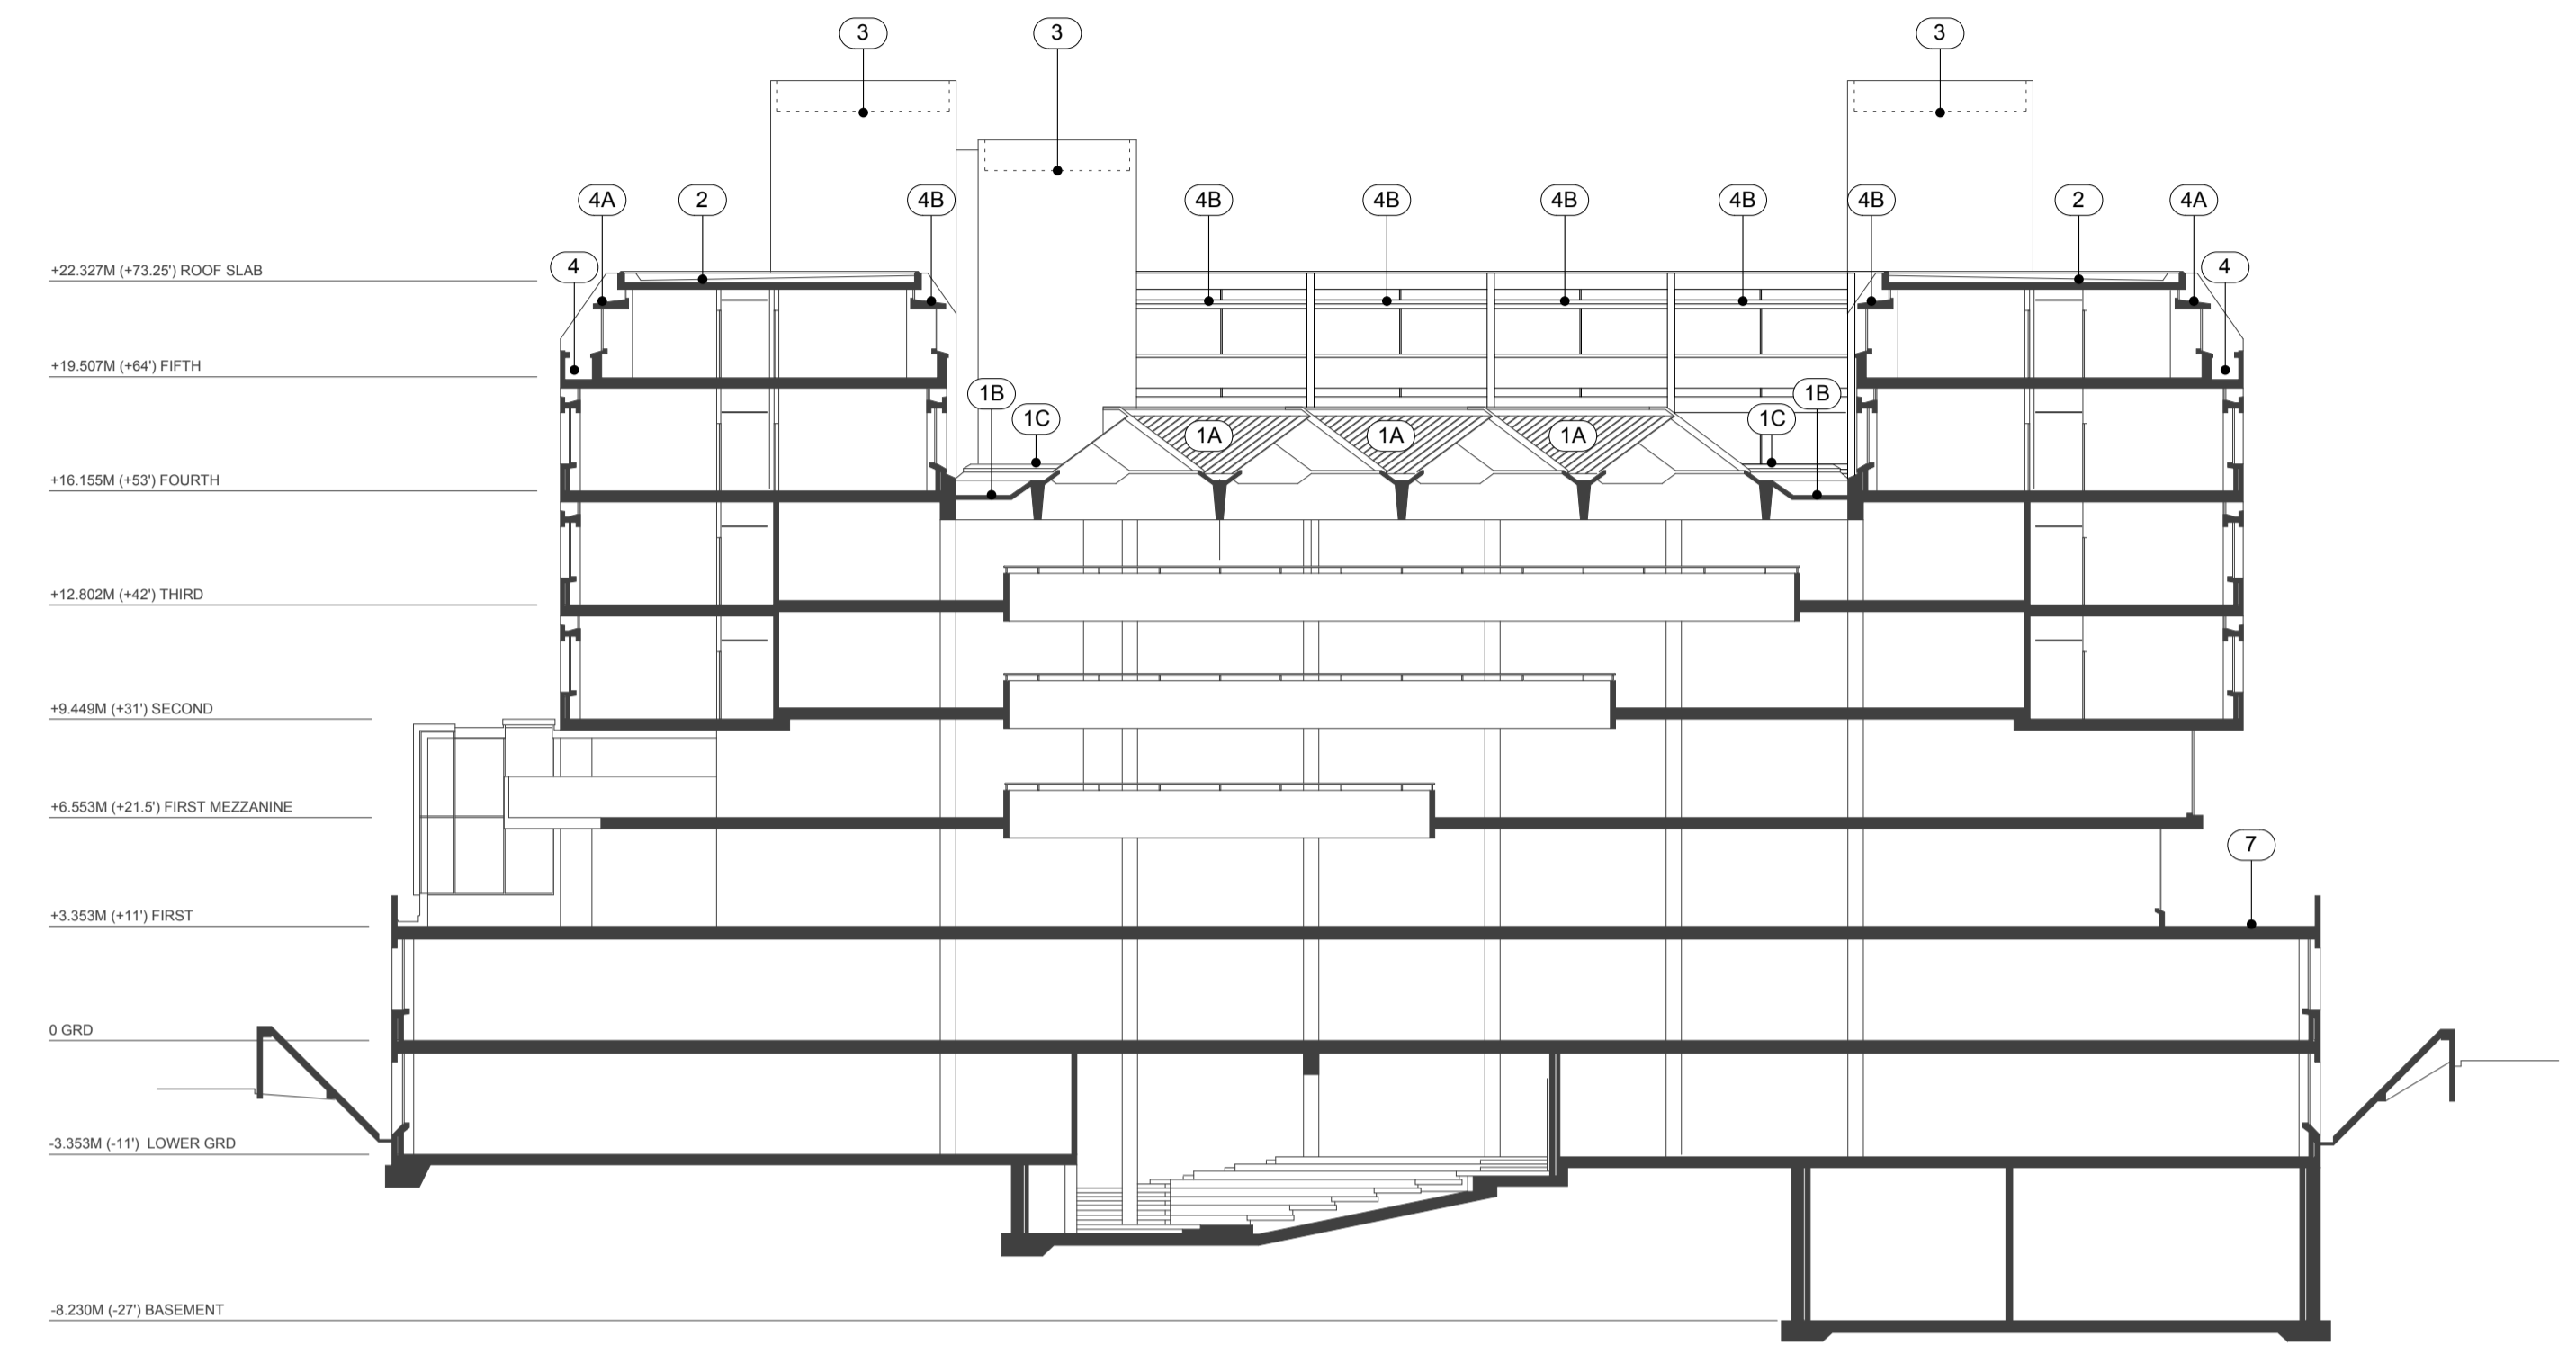 3
3
3
4A
2
4B
4B
4B
4B
4B
4B
2
4A
+22.327M (+73.25') ROOF SLAB
4
4
+19.507M (+64') FIFTH
1B
1B
1C
1C
1A
1A
1A
+16.155M (+53') FOURTH
+12.802M (+42') THIRD
+9.449M (+31') SECOND
+6.553M (+21.5') FIRST MEZZANINE
7
+3.353M (+11') FIRST
0 GRD
-3.353M (-11') LOWER GRD
-8.230M (-27') BASEMENT